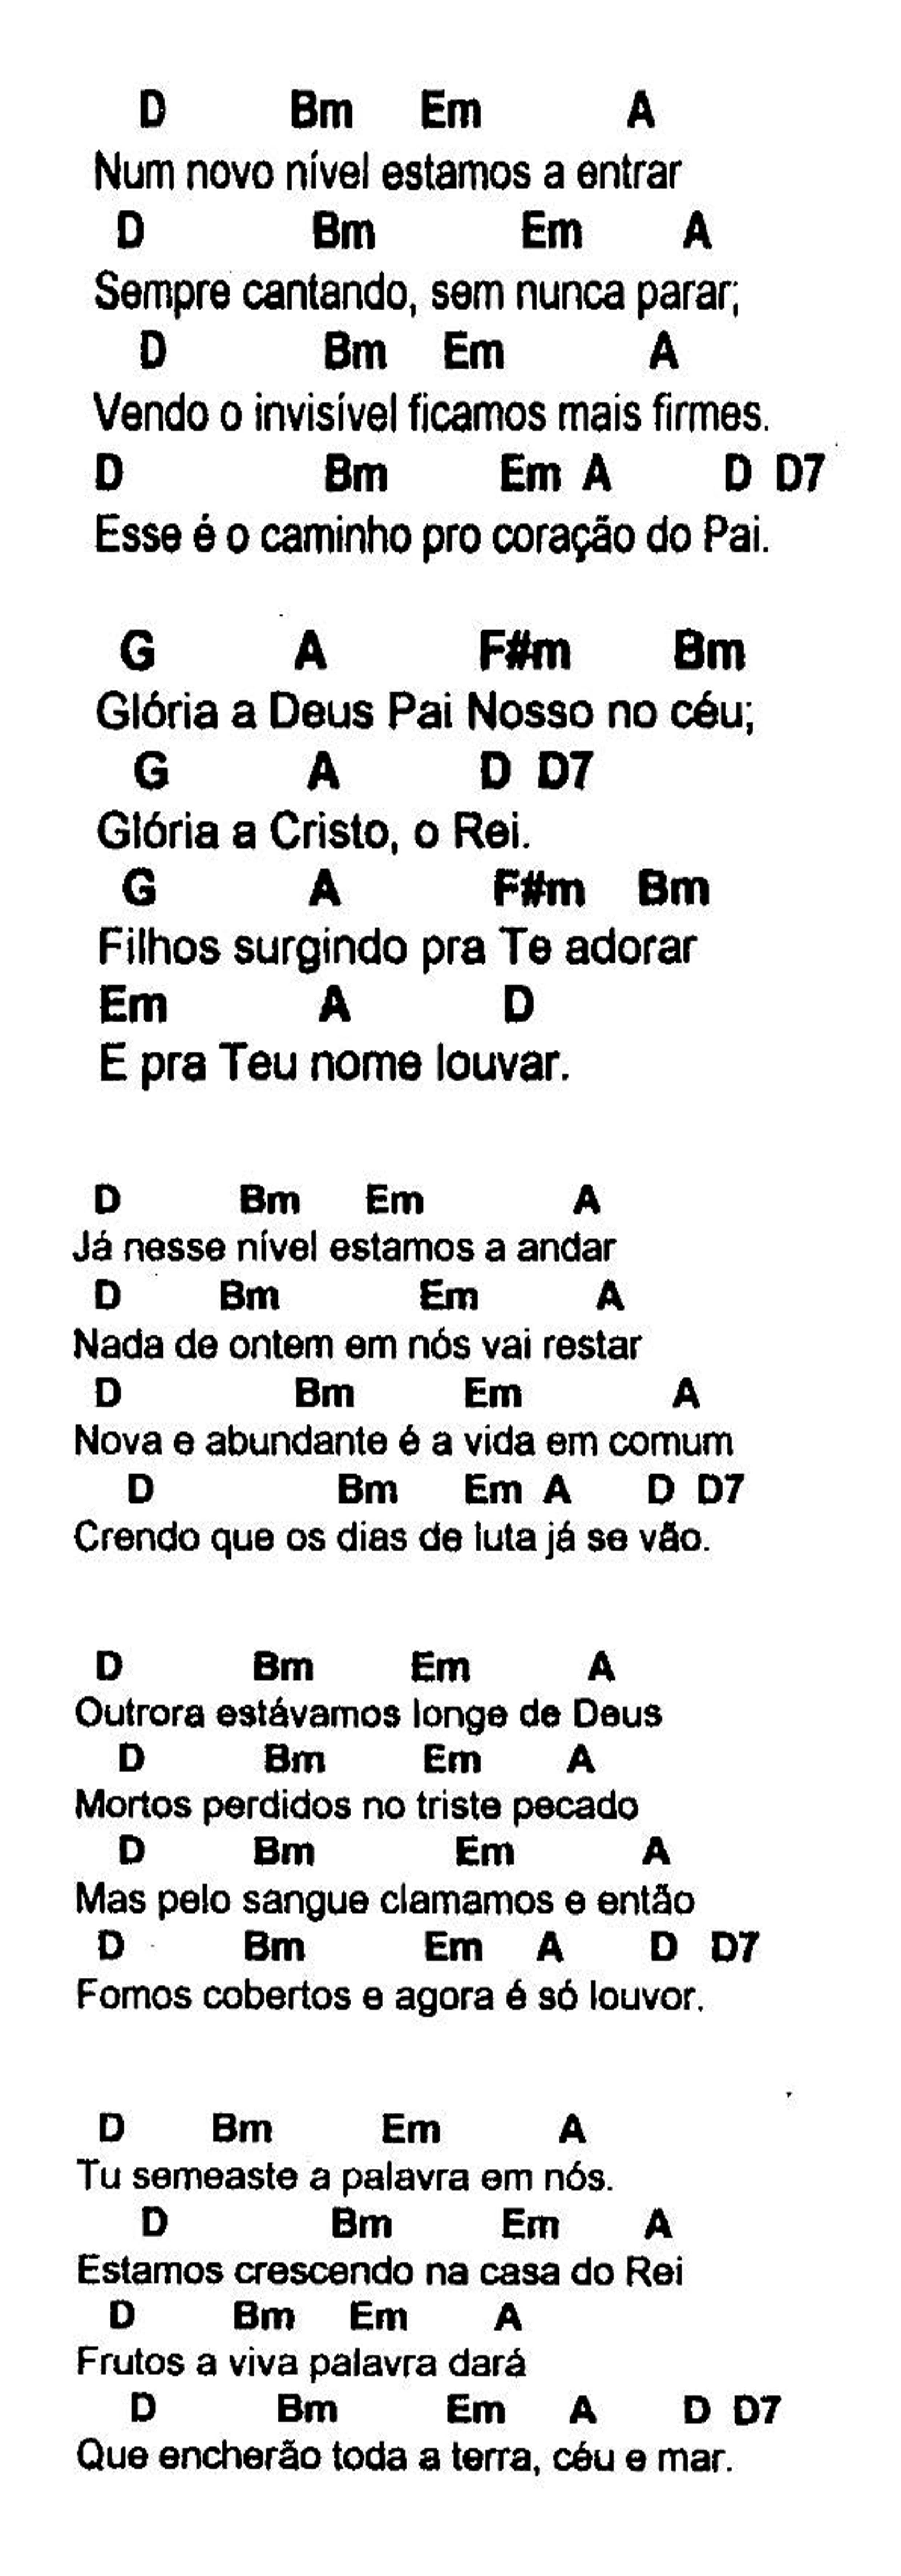 D Bm Em A
Num novo nível estamos a entrar
D Bm Em A
Sempre cantando, sem nunca parar;
D Bm Em A
Vendo o invisível ficamos mais firmes.
D Bm Em A D D7
Esse é o caminho pro coração do Pai.
G A F#m Bm
Glória a Deus Pai Nosso no céu;
G A D D7
Glória a Cristo, o Rei.
G A F#m Bm
Filhos surgindo pra Te adorar
Em A D
E pra Teu nome louvar.
D Bm Em A
Já nesse nível estamos a andar
D Bm Em A
Nada de ontem em nós vai restar
D Bm Em A
Nova e abundante é a vida em comum
D Bm Em A D D7
Crendo que os dias de luta já se vão.
D Bm Em A
Outrora estávamos longe de Deus
D Bm Em A
Mortos perdidos no triste pecado
D Bm Em A
Mas pelo sangue clamamos e então
D Bm Em A D D7
Fomos cobertos e agora é só louvor.
D Bm Em A
Tu semeaste a palavra em nós.
D Bm Em A
Estamos crescendo na casa do Rei
D Bm Em A
Frutos a viva palavra dará
D Bm Em A D D7
Que encherão toda a terra, céu e mar.